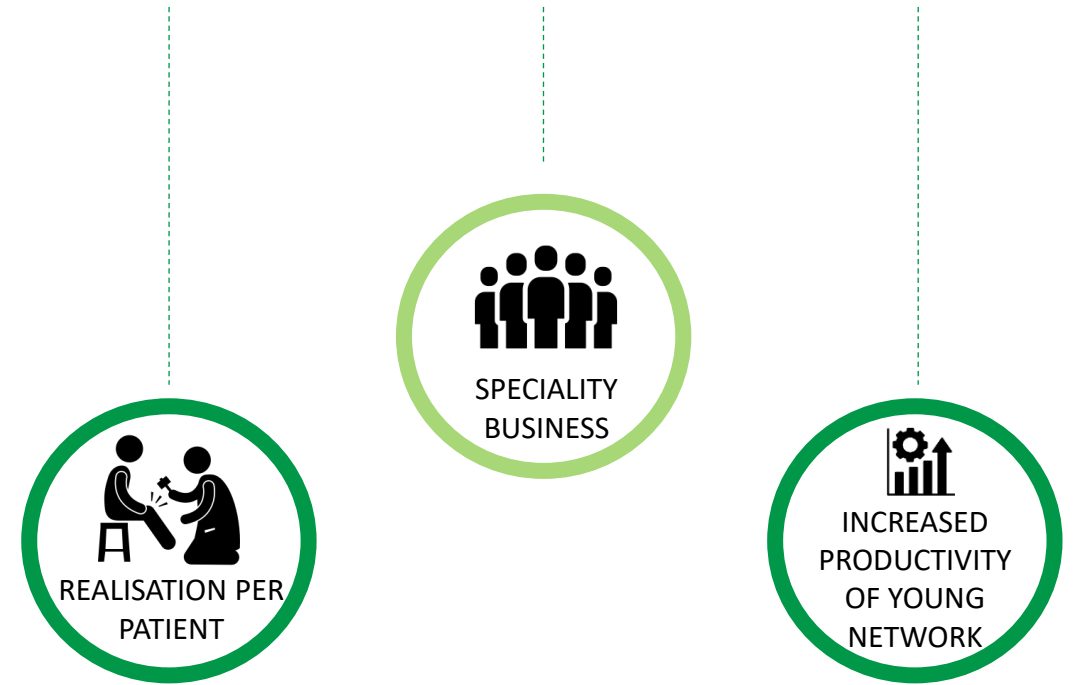 SPECIALITY
BUSINESS
REALISATION PER
PATIENT
INCREASED
PRODUCTIVITY
OF YOUNG
NETWORK